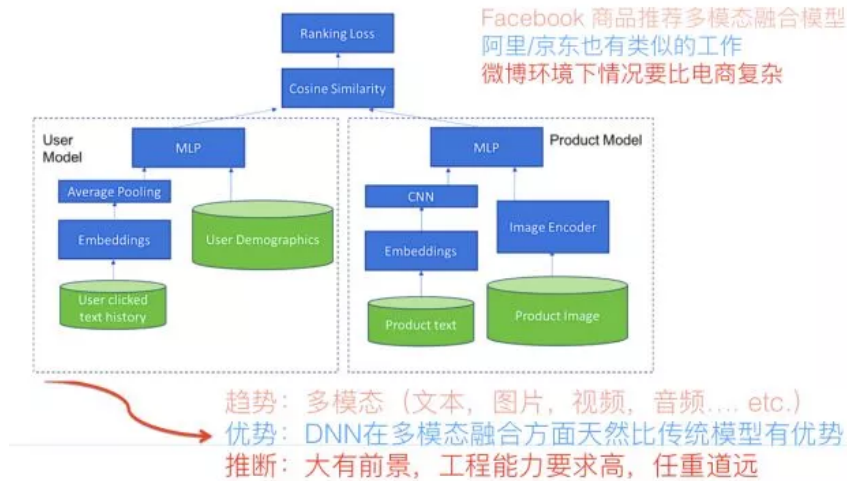 Facebook 商品推荐多模态融合模型
阿里/京东也有类似的工作
微博环境下情况要比电商复杂
Ranking Loss
Cosine Similarity
User
Model
MLP
Average Pooling
Embeddings
User Demographics
User clicked
text history
Product Model
MLP
CNN
Embeddings
Image Encoder
Product text
Product Image
趋势：多模态（文本，图片，视频，音频.... etc.）
优势：DNN在多模态融合方面天然比传统模型有优势
推断：大有前景，工程能力要求高，任重道远